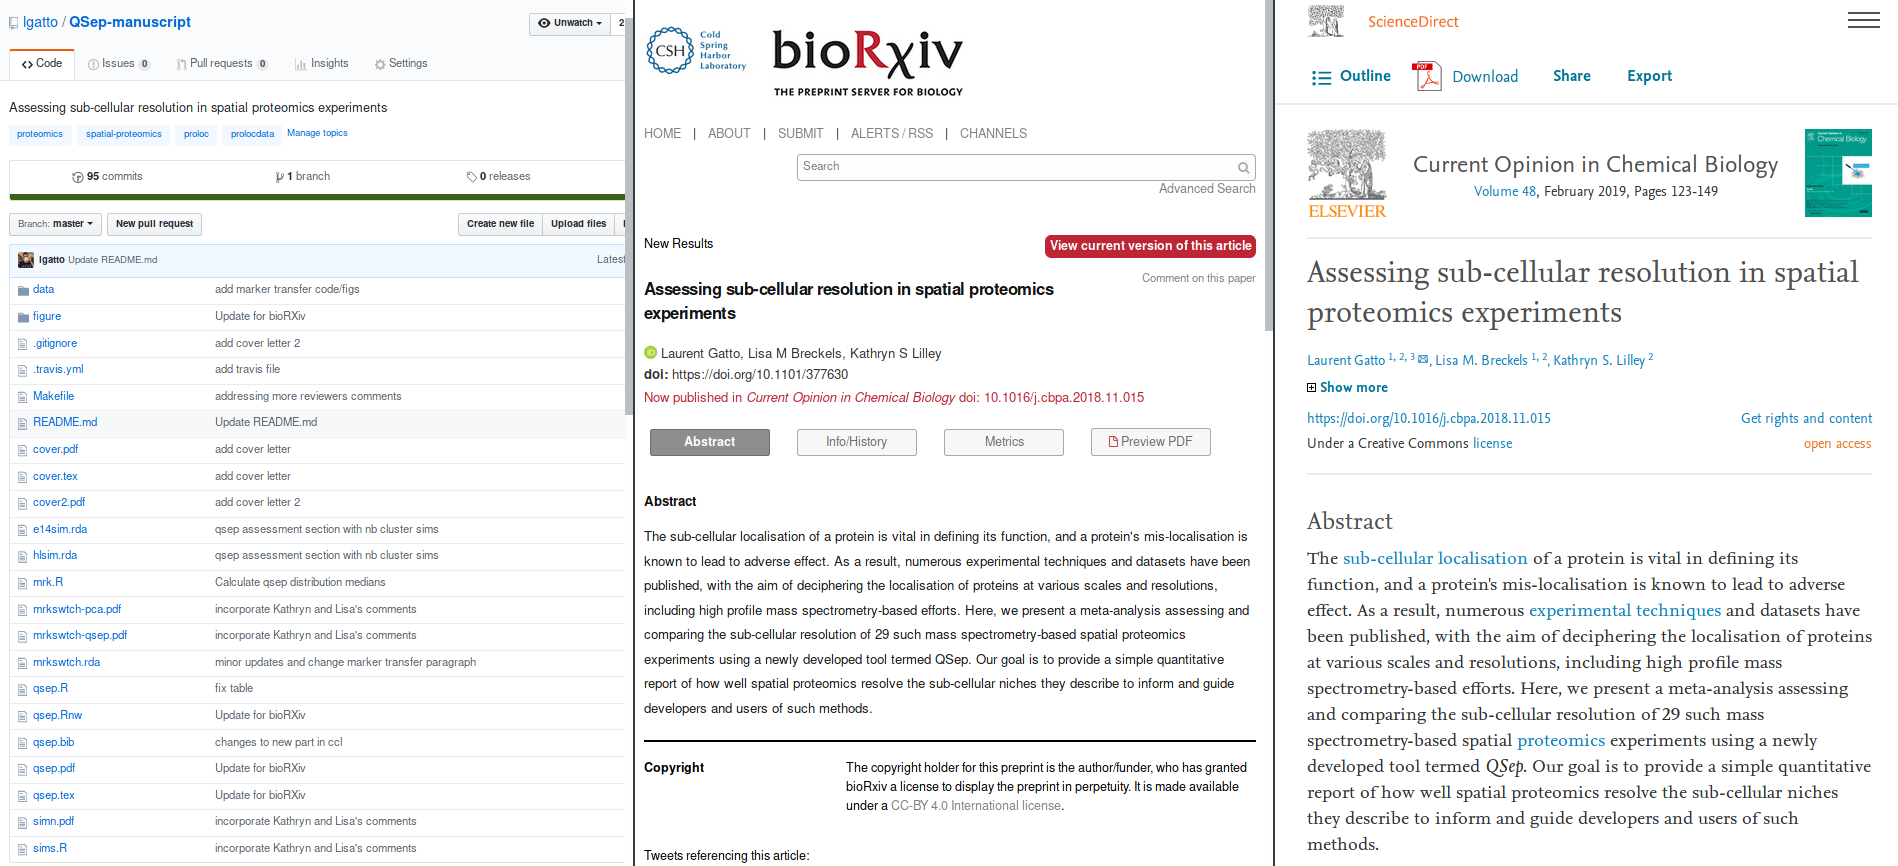 lgatto / QSep-manuscript
Unwatch
2
Code
Issues 0
Pull requests 0
Insights
Settings
Assessing sub-cellular resolution in spatial proteomics experiments
proteomics spatial-proteomics proloc prolocdata Manage topics
95 commits
1 branch
0 releases
Branch: master
New pull request
Create new file
Upload files
lgatto Update README.md
Latest
data add marker transfer code/figs
figure Update for bioRXiv
.gitignore add cover letter 2
.travis.yml add travis file
Makefile addressing more reviewers comments
README.md Update README.md
cover.pdf add cover letter
cover.tex add cover letter
cover2.pdf add cover letter 2
e14sim.rda qsep assessment section with nb cluster sims
hlsim.rda qsep assessment section with nb cluster sims
mrk.R Calculate qsep distribution medians
mrkswtch-pca.pdf incorporate Kathryn and Lisa's comments
mrkswtch-qsep.pdf incorporate Kathryn and Lisa's comments
mrkswtch.rda minor updates and change marker transfer paragraph
qsep.R fix table
qsep.Rnw Update for bioRXiv
qsep.bib changes to new part in ccl
qsep.pdf Update for bioRXiv
qsep.tex Update for bioRXiv
simn.pdf incorporate Kathryn and Lisa's comments
sims.R incorporate Kathryn and Lisa's comments
CSH
Cold
Spring
Harbor
Laboratory
bioRχiv
THE PREPRINT SERVER FOR BIOLOGY
HOME | ABOUT | SUBMIT | ALERTS / RSS | CHANNELS
Search
Advanced Search
New Results
View current version of this article
Comment on this paper
Assessing sub-cellular resolution in spatial proteomics
experiments
iD Laurent Gatto, Lisa M Breckels, Kathryn S Lilley
doi: https://doi.org/10.1101/377630
Now published in Current Opinion in Chemical Biology doi: 10.1016/j.cbpa.2018.11.015
Abstract
Info/History
Metrics
Preview PDF
Abstract
The sub-cellular localisation of a protein is vital in defining its function, and a protein's mis-localisation is
known to lead to adverse effect. As a result, numerous experimental techniques and datasets have been
published, with the aim of deciphering the localisation of proteins at various scales and resolutions,
including high profile mass spectrometry-based efforts. Here, we present a meta-analysis assessing and
comparing the sub-cellular resolution of 29 such mass spectrometry-based spatial proteomics
experiments using a newly developed tool termed QSep. Our goal is to provide a simple quantitative
report of how well spatial proteomics resolve the sub-cellular niches they describe to inform and guide
developers and users of such methods.
Copyright
The copyright holder for this preprint is the author/funder, who has granted
bioRxiv a license to display the preprint in perpetuity. It is made available
under a CC-BY 4.0 International license.
Tweets referencing this article:
ScienceDirect
Outline
PDF
Download
Share
Export
ELSEVIER
Current Opinion in Chemical Biology
Volume 48, February 2019, Pages 123-149
Chemical Biology
Assessing sub-cellular resolution in spatial
proteomics experiments
Laurent Gatto 1, 2, 3, Lisa M. Breckels 1, 2, Kathryn S. Lilley 2
Show more
https://doi.org/10.1016/j.cbpa.2018.11.015
Get rights and content
Under a Creative Commons license
open access
Abstract
The sub-cellular localisation of a protein is vital in defining its
function, and a protein's mis-localisation is known to lead to adverse
effect. As a result, numerous experimental techniques and datasets have
been published, with the aim of deciphering the localisation of proteins
at various scales and resolutions, including high profile mass
spectrometry-based efforts. Here, we present a meta-analysis assessing
and comparing the sub-cellular resolution of 29 such mass
spectrometry-based spatial proteomics experiments using a newly
developed tool termed QSep. Our goal is to provide a simple quantitative
report of how well spatial proteomics resolve the sub-cellular niches
they describe to inform and guide developers and users of such
methods.